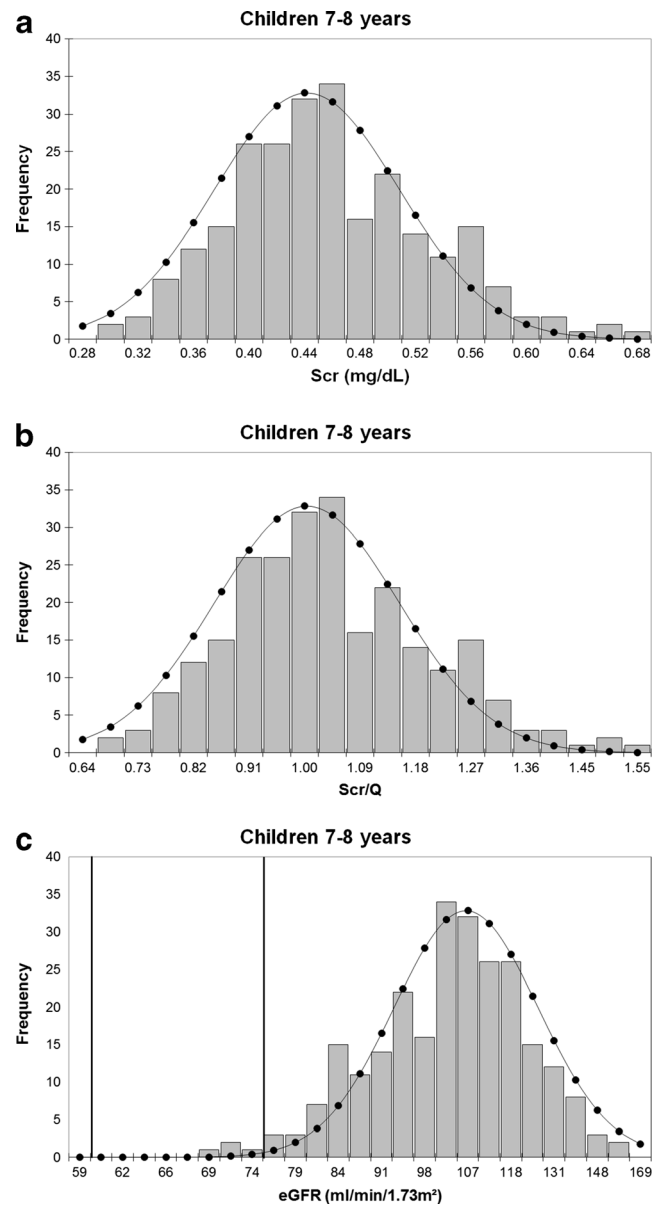 a
Children 7-8 years
40
35
30
25
20
15
10
5
0
Frequency
0.28 0.32 0.36 0.40 0.44 0.48 0.52 0.56 0.60 0.64 0.68
Scr (mg/dL)
b
Children 7-8 years
40
35
30
25
20
15
10
5
0
Frequency
0.64 0.73 0.82 0.91 1.00 1.09 1.18 1.27 1.36 1.45 1.55
Scr/Q
c
Children 7-8 years
40
35
30
25
20
15
10
5
0
Frequency
59 62 66 69 74 79 84 91 98 107 118 131 148 169
eGFR (ml/min/1.73m²)